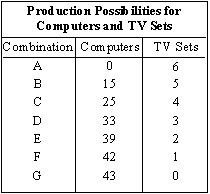 Production Possibilities for
Computers and TV Sets
Combination Computers TV Sets
A 0 6
B 15 5
C 25 4
D 33 3
E 39 2
F 42 1
G 43 0